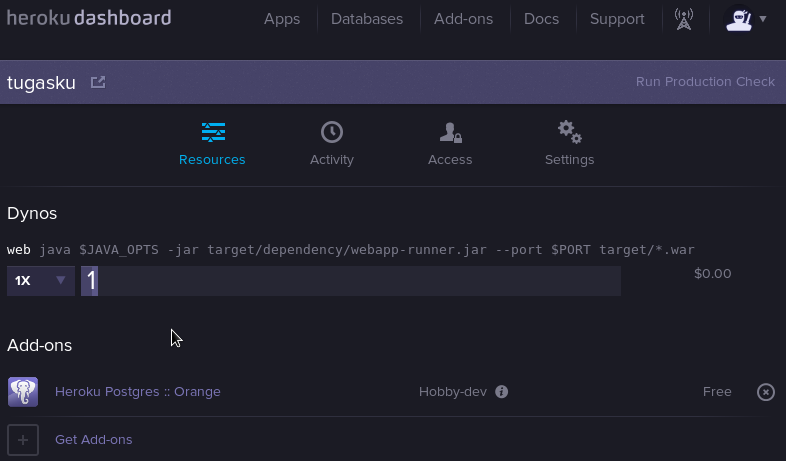 heroku dashboard Apps Databases Add-ons Docs Support
tugasku Run Production Check
Resources Activity Access Settings
Dynos
web java $JAVA_OPTS -jar target/dependency/webapp-runner.jar --port $PORT target/*.war
1X 1 $0.00
Add-ons
Heroku Postgres :: Orange Hobby-dev Free
Get Add-ons